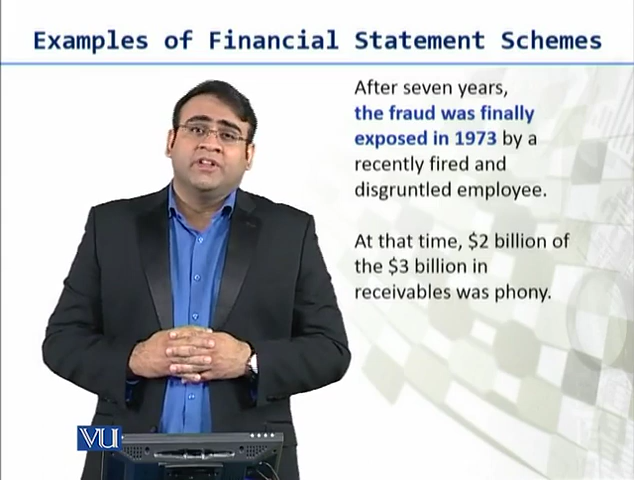 Examples of Financial Statement Schemes
After seven years,
the fraud was finally
exposed in 1973 by a
recently fired and
disgruntled employee.
At that time, $2 billion of
the $3 billion in
receivables was phony.
VU